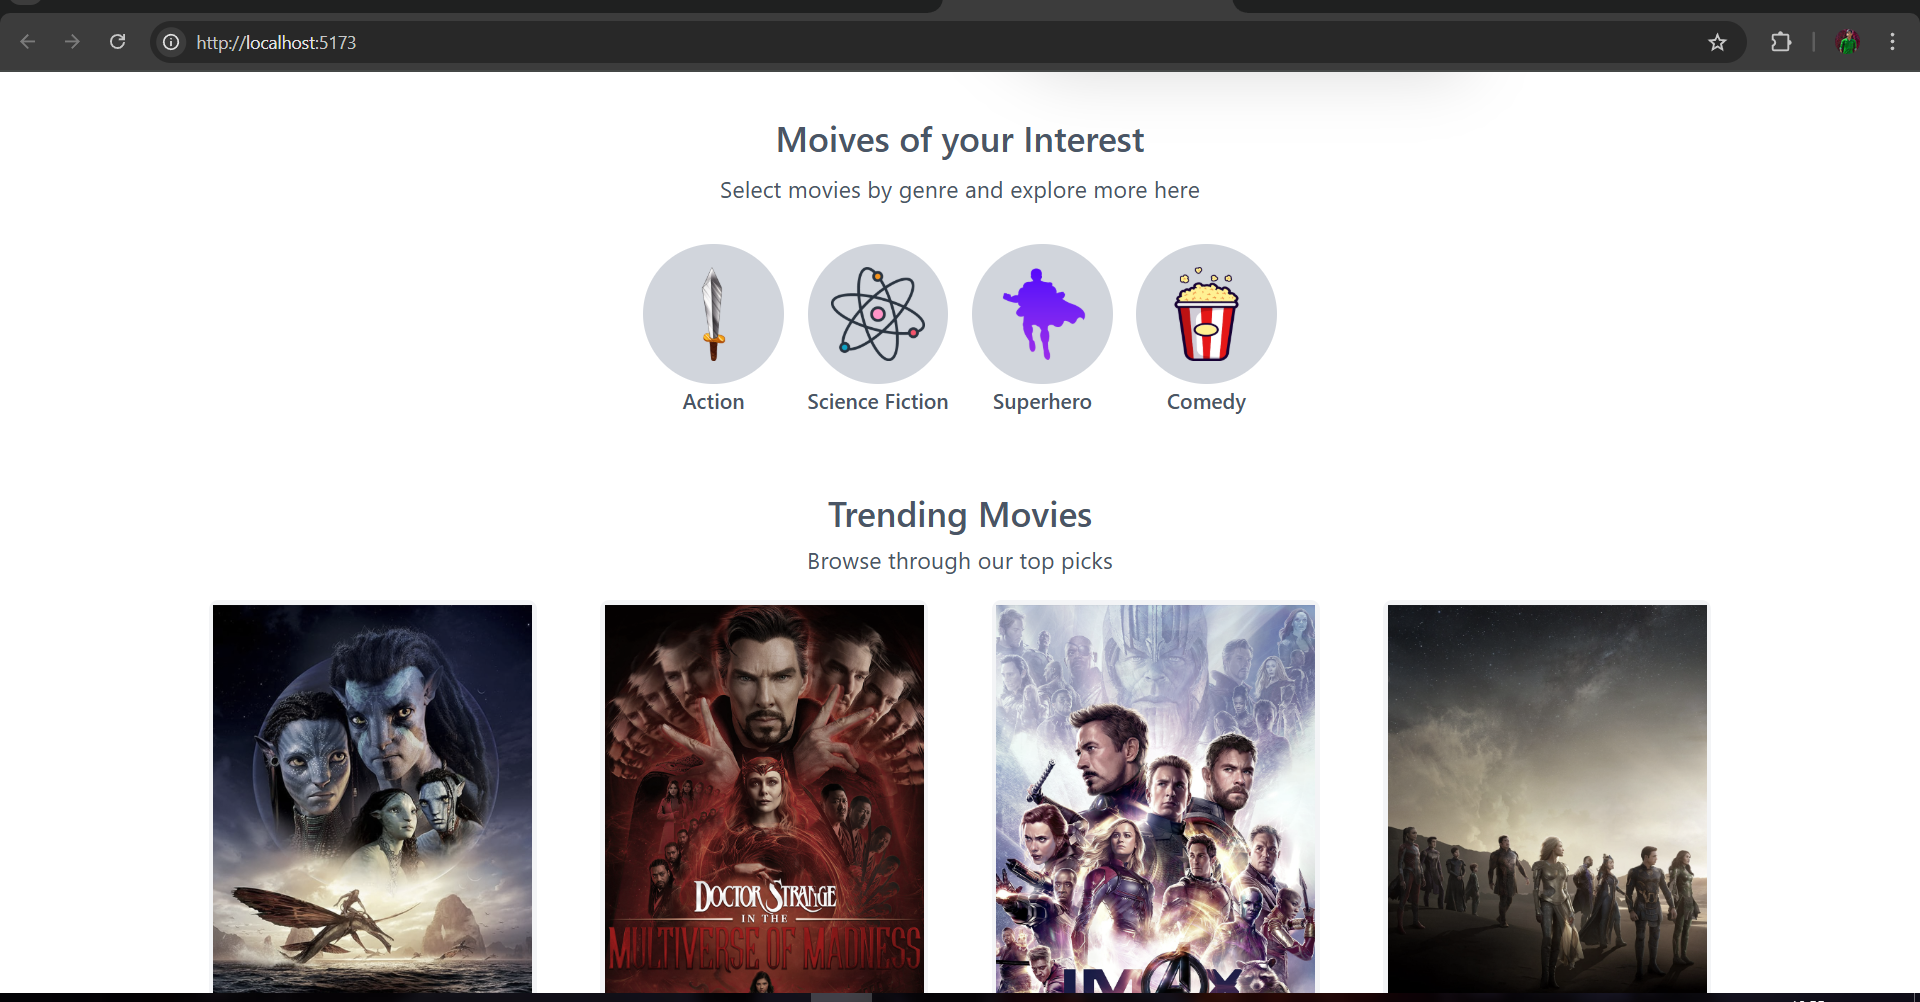 http://localhost:5173
Moives of your Interest
Select movies by genre and explore more here
Action
Science Fiction
Superhero
Comedy
Trending Movies
Browse through our top picks
DOCTOR STRANGE
IN THE
MULTIVERSE OF MADNESS
IMAX